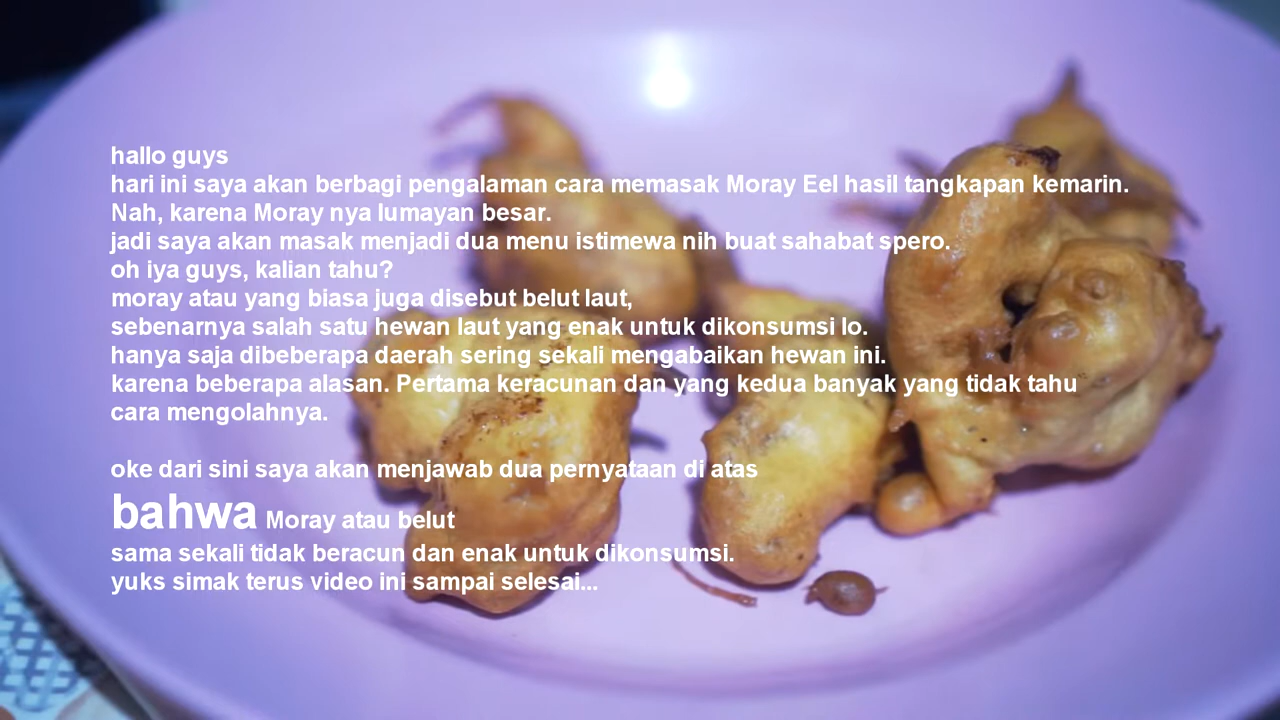 hallo guys
hari ini saya akan berbagi pengalaman cara memasak Moray Eel hasil tangkapan kemarin.
Nah, karena Moray nya lumayan besar.
jadi saya akan masak menjadi dua menu istimewa nih buat sahabat spero.
oh iya guys, kalian tahu?
moray atau yang biasa juga disebut belut laut,
sebenarnya salah satu hewan laut yang enak untuk dikonsumsi lo.
hanya saja dibeberapa daerah sering sekali mengabaikan hewan ini.
karena beberapa alasan. Pertama keracunan dan yang kedua banyak yang tidak tahu
cara mengolahnya.
oke dari sini saya akan menjawab dua pernyataan di atas
bahwa Moray atau belut
sama sekali tidak beracun dan enak untuk dikonsumsi.
yuks simak terus video ini sampai selesai...